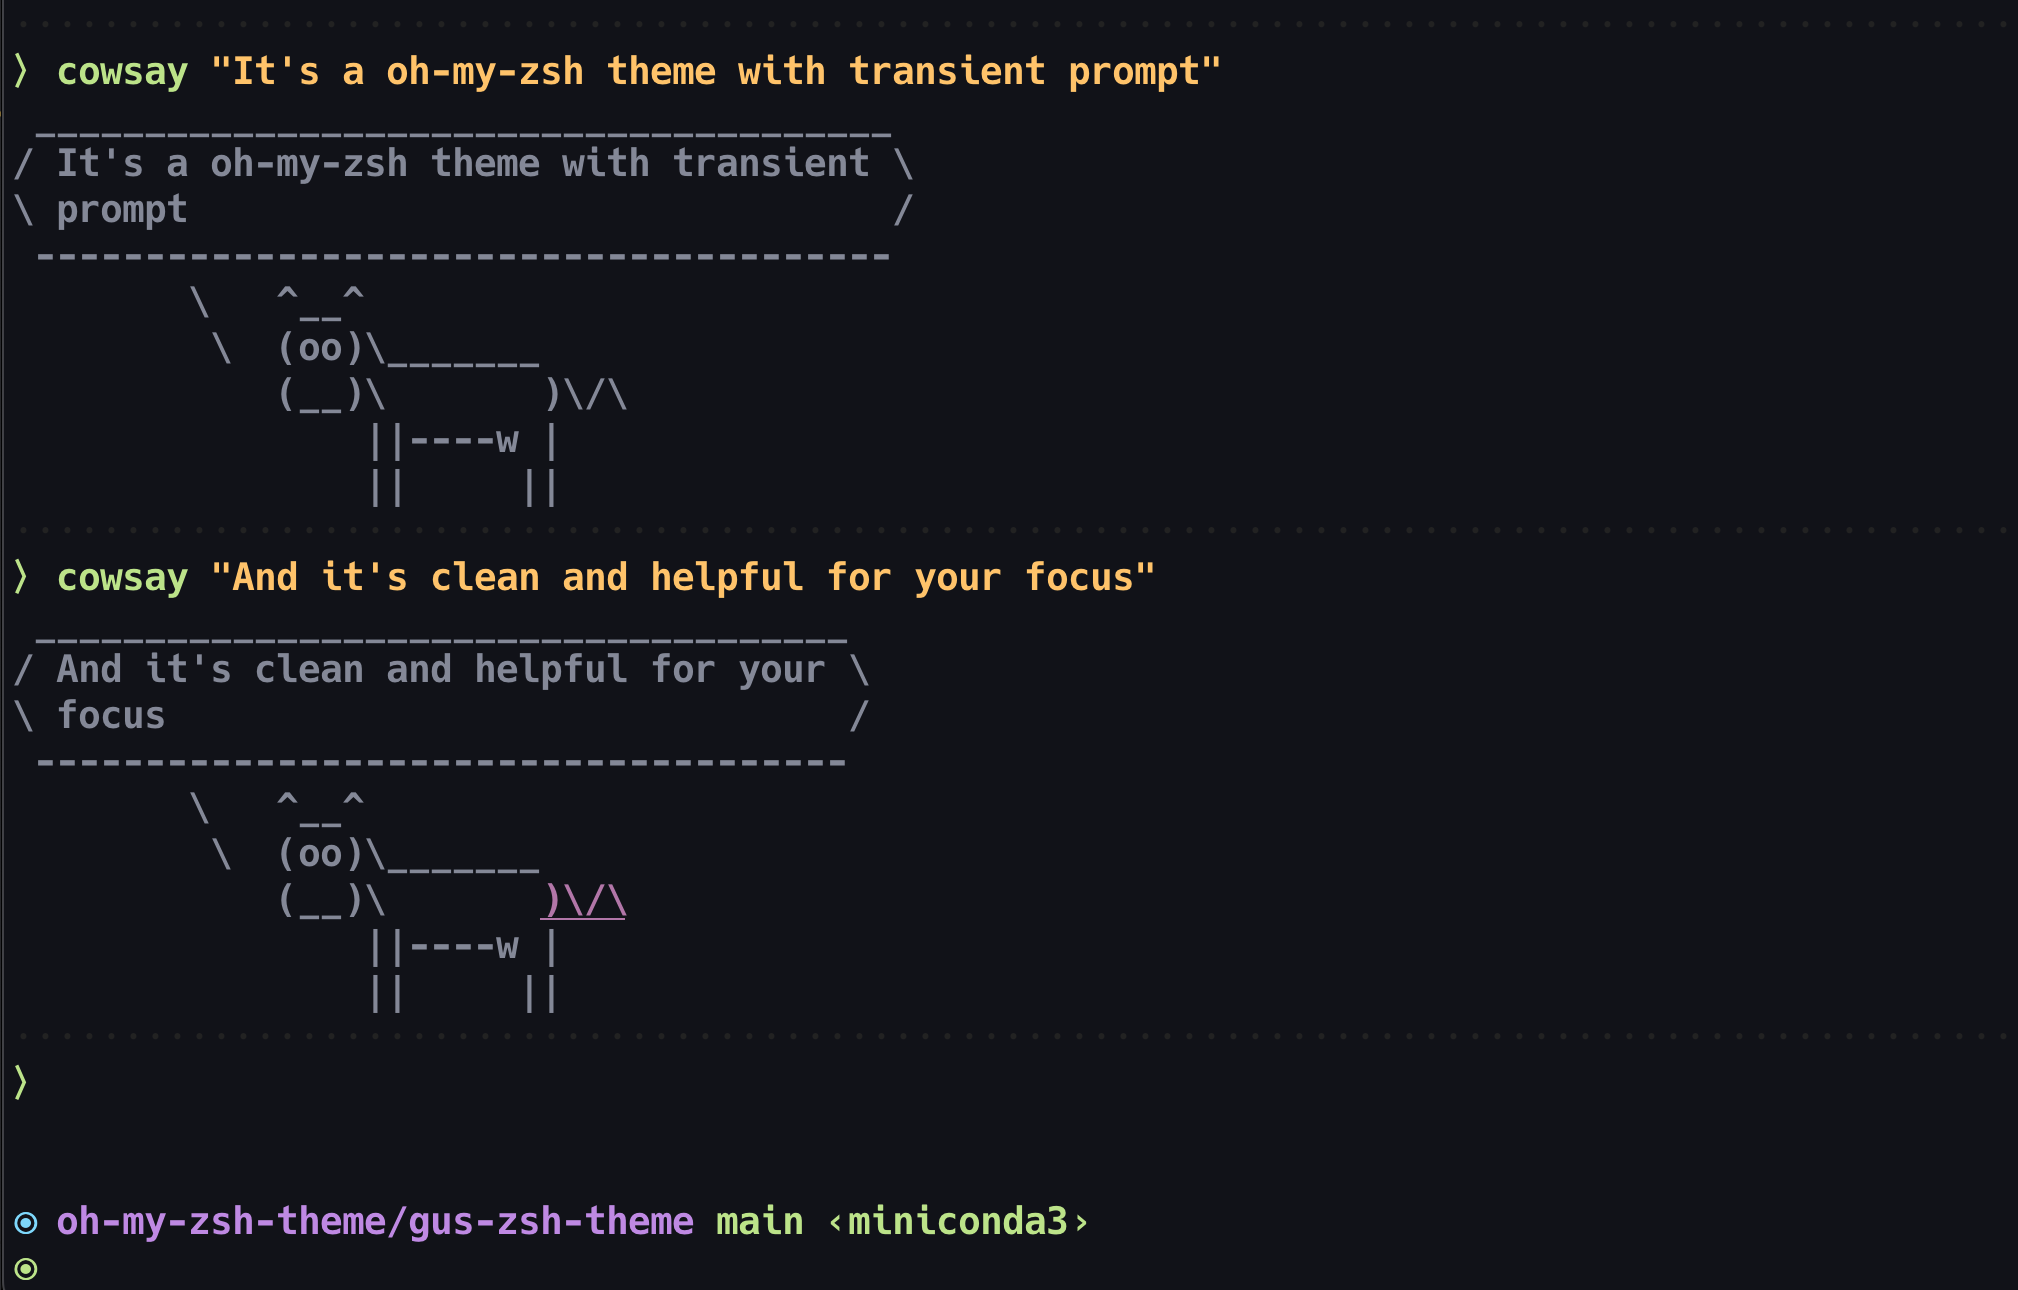 ❭ cowsay "It's a oh-my-zsh theme with transient prompt"
 _______________________________________
/ It's a oh-my-zsh theme with transient \
\ prompt                                /
 ---------------------------------------
        \   ^__^
         \  (oo)\_______
            (__)\       )\/\
                ||----w |
                ||     ||
❭ cowsay "And it's clean and helpful for your focus"
 _____________________________________
/ And it's clean and helpful for your \
\ focus                               /
 -------------------------------------
        \   ^__^
         \  (oo)\_______
            (__)\       )\/\
                ||----w |
                ||     ||
❭
⦿ oh-my-zsh-theme/gus-zsh-theme main ‹miniconda3›
⦿